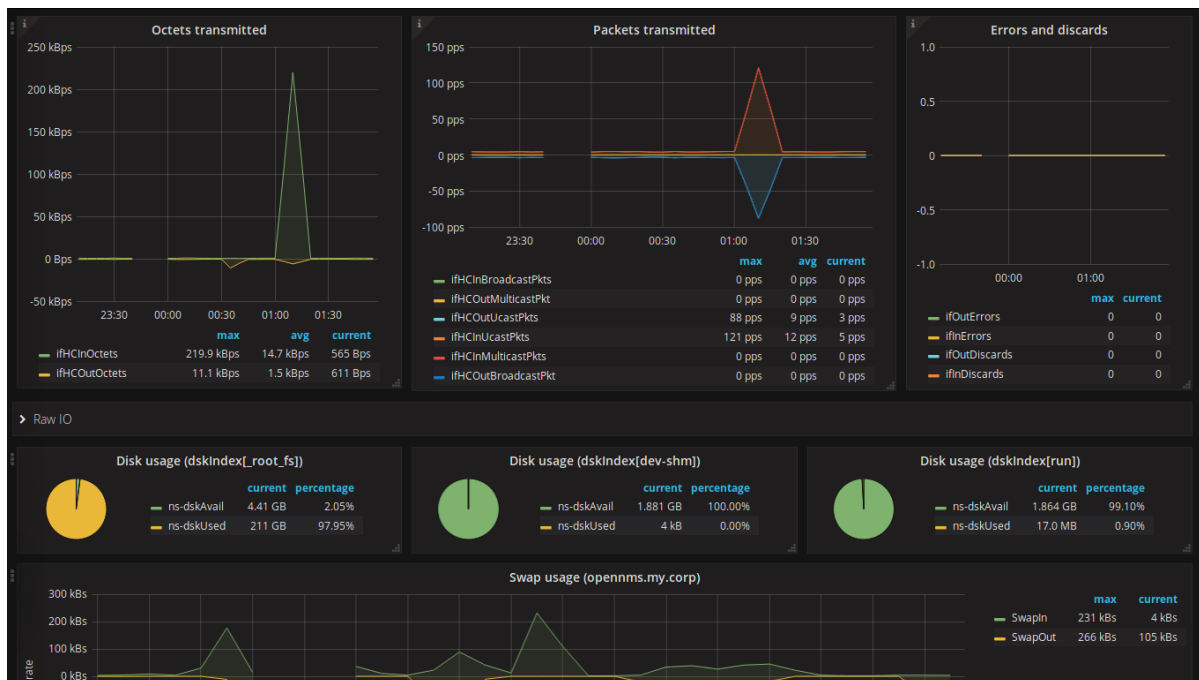 Octets transmitted
250 kBps
200 kBps
150 kBps
100 kBps
50 kBps
0 Bps
-50 kBps
23:30 00:00 00:30 01:00 01:30
max avg current
ifHCInOctets 219.9 kBps 14.7 kBps 565 Bps
ifHCOutOctets 11.1 kBps 1.5 kBps 611 Bps
Packets transmitted
150 pps
100 pps
50 pps
0 pps
-50 pps
-100 pps
23:30 00:00 00:30 01:00 01:30
max avg current
ifHCInBroadcastPkts 0 pps 0 pps 0 pps
ifHCOutMulticastPkt 0 pps 0 pps 0 pps
ifHCOutUcastPkts 88 pps 9 pps 3 pps
ifHCInUcastPkts 121 pps 12 pps 5 pps
ifHCInMulticastPkts 0 pps 0 pps 0 pps
ifHCOutBroadcastPkt 0 pps 0 pps 0 pps
Errors and discards
1.0
0.5
0
-0.5
-1.0
00:00 01:00
max current
ifOutErrors 0 0
ifInErrors 0 0
ifOutDiscards 0 0
ifInDiscards 0 0
Raw IO
Disk usage (dskIndex[_root_fs])
current percentage
ns-dskAvail 4.41 GB 2.05%
ns-dskUsed 211 GB 97.95%
Disk usage (dskIndex[dev-shm])
current percentage
ns-dskAvail 1.881 GB 100.00%
ns-dskUsed 4 kB 0.00%
Disk usage (dskIndex[run])
current percentage
ns-dskAvail 1.864 GB 99.10%
ns-dskUsed 17.0 MB 0.90%
Swap usage (opennms.my.corp)
300 kBs
200 kBs
100 kBs
0 kBs
rate
max current
SwapIn 231 kBs 4 kBs
SwapOut 266 kBs 105 kBs